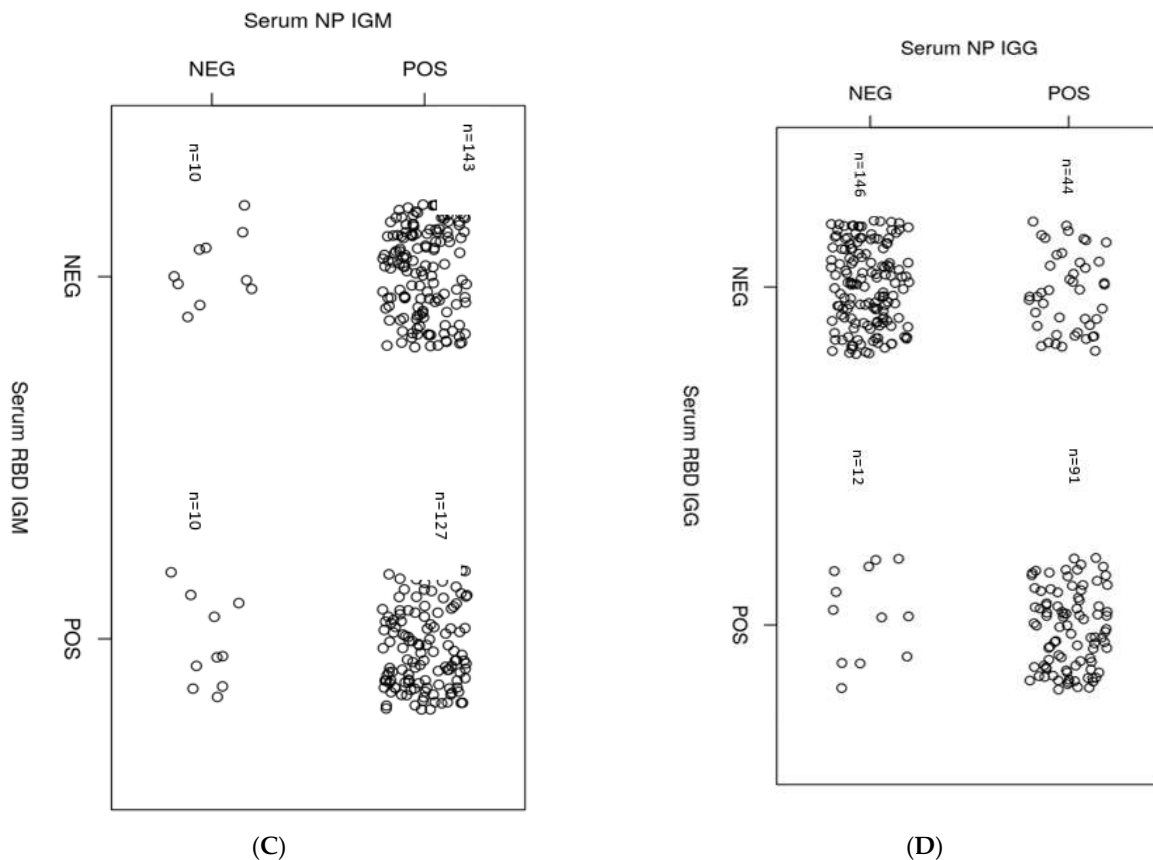 Serum NP IGM
NEG POS
n=10
n=143
NEG
Serum RBD IGM
n=10
n=127
POS
(C)
Serum NP IGG
NEG POS
n=146
n=44
NEG
Serum RBD IGG
n=12
n=91
POS
(D)